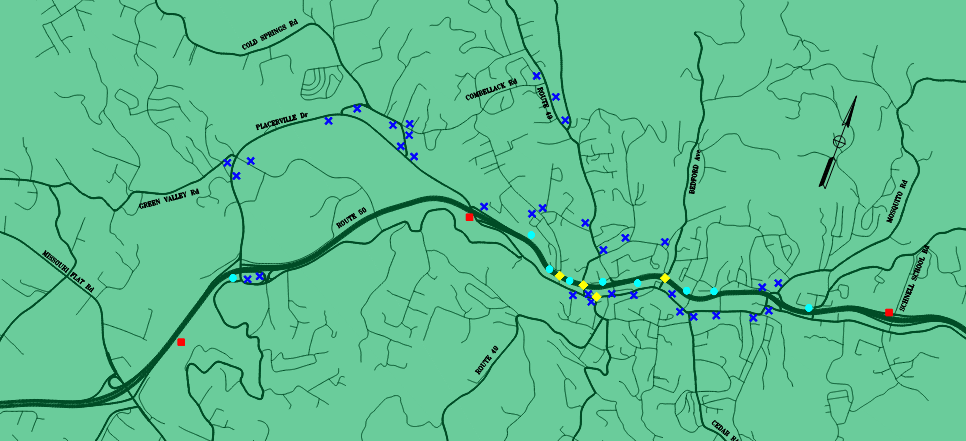 COLD SPRINGS Rd
COMBELLACK Rd
ROUTE 49
PLACERVILLE Dr
BEDFORD Ave
GREEN VALLEY Rd
MOSQUITO Rd
ROUTE 50
MISSOURI FLAT Rd
SCHNELL SCHOOL Rd
ROUTE 49
CEDAR RA